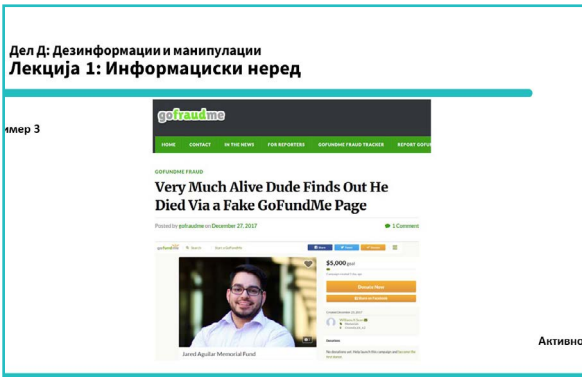 Дел Д: Дезинформации и манипулации
Лекција 1: Информациски неред
имер 3
gofraudme
HOME CONTACT IN THE NEWS FOR REPORTERS GOFUNDME FRAUD TRACKER REPORT GOFU
GOFUNDME FRAUD
Very Much Alive Dude Finds Out He
Died Via a Fake GoFundMe Page
Posted by gofraudme on December 27, 2017
1 Comment
gofundme Search
$5,000 goal
Donate Now
Jared Aguilar Memorial Fund
Активно